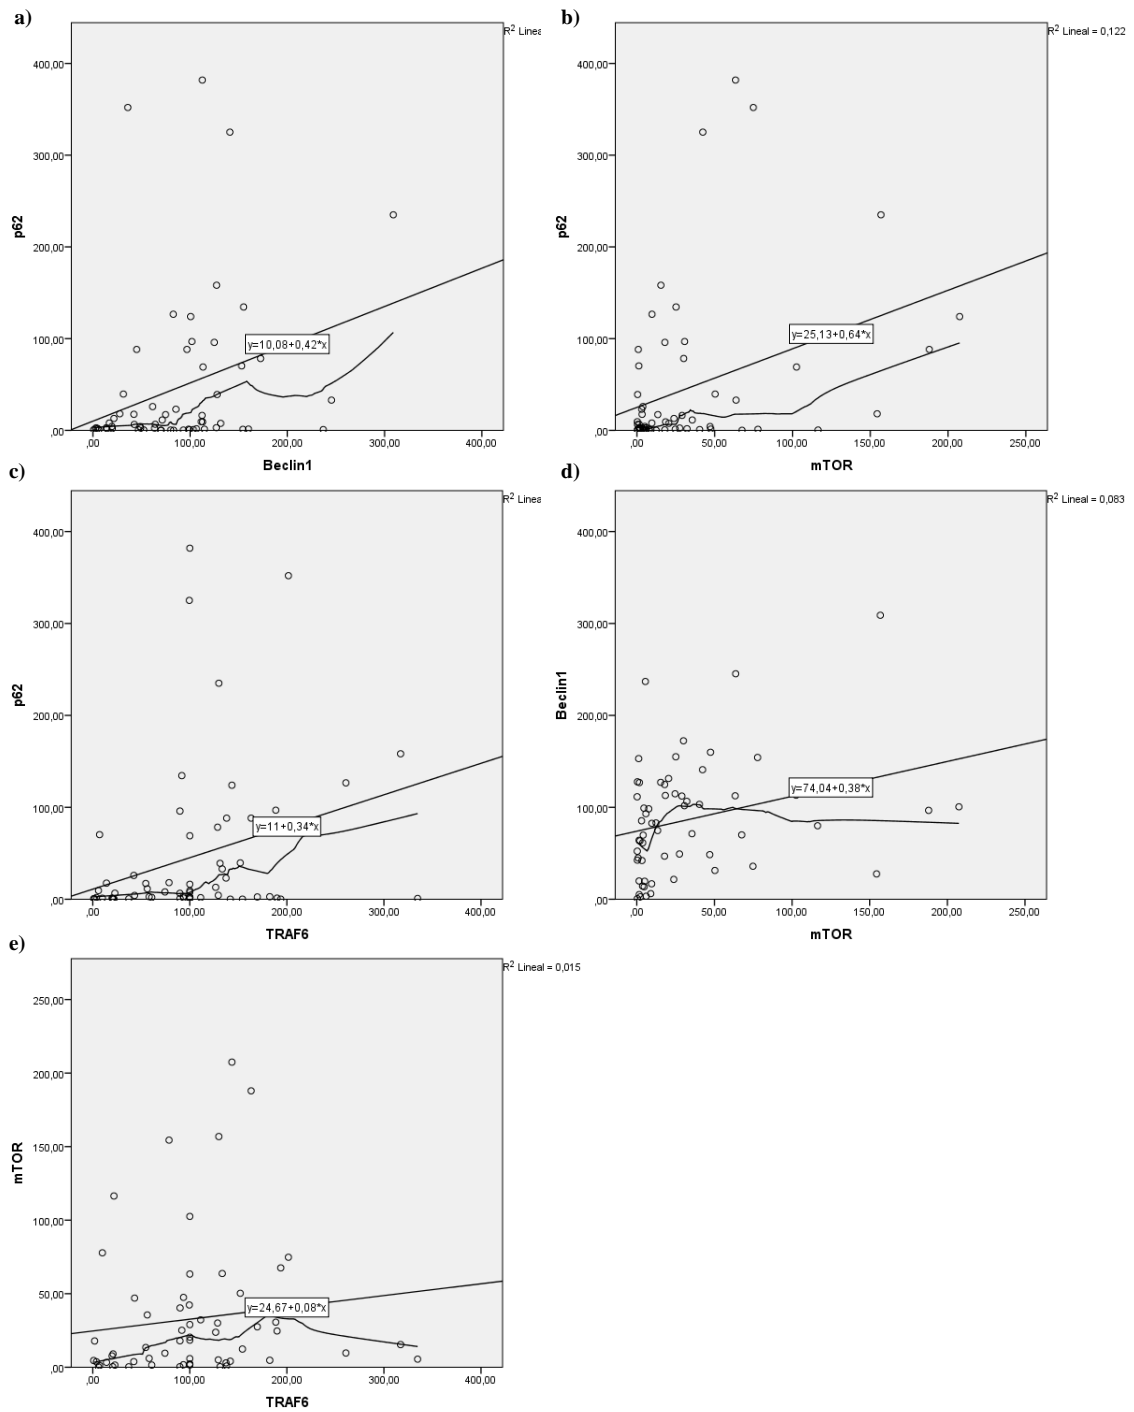 a)
R² Linea
400,00
300,00
200,00
100,00
,00
p62
y=10,08+0,42*x
,00 100,00 200,00 300,00 400,00
Beclin1
b)
R² Lineal = 0,122
400,00
300,00
200,00
100,00
,00
p62
y=25,13+0,64*x
,00 50,00 100,00 150,00 200,00 250,00
mTOR
c)
R² Linea
400,00
300,00
200,00
100,00
,00
p62
y=11+0,34*x
,00 100,00 200,00 300,00 400,00
TRAF6
d)
R² Lineal = 0,083
400,00
300,00
200,00
100,00
,00
Beclin1
y=74,04+0,38*x
,00 50,00 100,00 150,00 200,00 250,00
mTOR
e)
R² Lineal = 0,015
250,00
200,00
150,00
100,00
50,00
,00
mTOR
y=24,67+0,08*x
,00 100,00 200,00 300,00 400,00
TRAF6